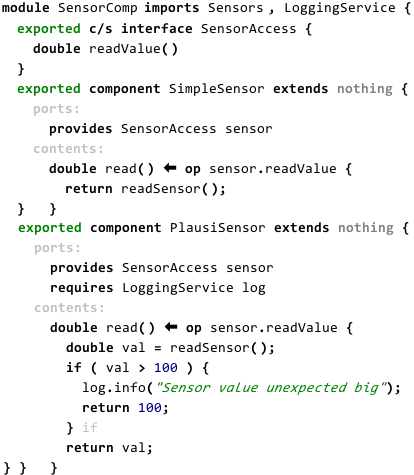 module SensorComp imports Sensors , LoggingService {
exported c/s interface SensorAccess {
double readValue()
}
exported component SimpleSensor extends nothing {
ports:
provides SensorAccess sensor
contents:
double read() ← op sensor.readValue {
return readSensor();
} }
exported component PlausiSensor extends nothing {
ports:
provides SensorAccess sensor
requires LoggingService log
contents:
double read() ← op sensor.readValue {
double val = readSensor();
if ( val > 100 ) {
log.info("Sensor value unexpected big");
return 100;
} if
return val;
} } }